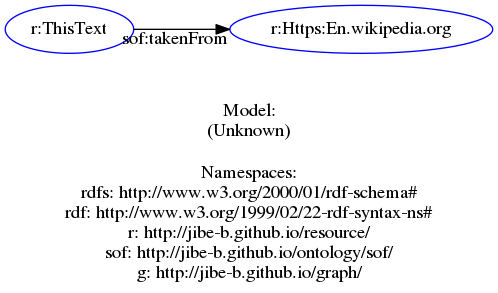 r:ThisText
sof:takenFrom
r:Https:En.wikipedia.org
Model:
(Unknown)
Namespaces:
rdfs: http://www.w3.org/2000/01/rdf-schema#
rdf: http://www.w3.org/1999/02/22-rdf-syntax-ns#
r: http://jibe-b.github.io/resource/
sof: http://jibe-b.github.io/ontology/sof/
g: http://jibe-b.github.io/graph/